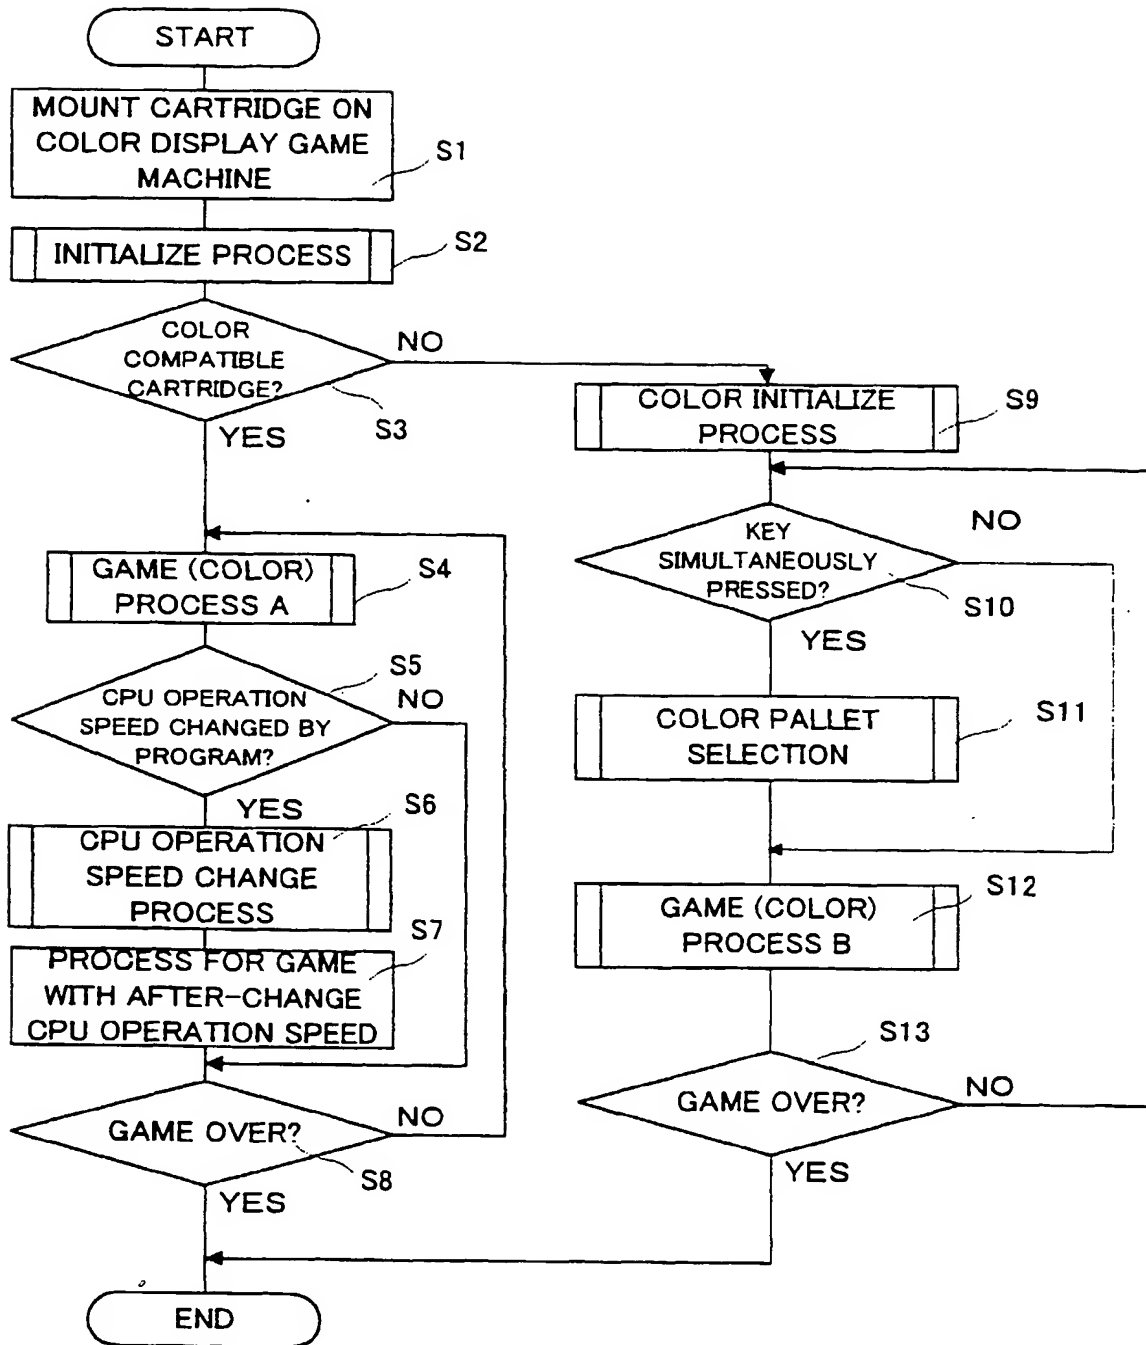 START
MOUNT CARTRIDGE ON
COLOR DISPLAY GAME
MACHINE
S1
INITIALIZE PROCESS
S2
COLOR
COMPATIBLE
CARTRIDGE?
NO
S3
YES
GAME (COLOR)
PROCESS A
S4
CPU OPERATION
SPEED CHANGED BY
PROGRAM?
S5
NO
YES
CPU OPERATION
SPEED CHANGE
PROCESS
S6
PROCESS FOR GAME
WITH AFTER-CHANGE
CPU OPERATION SPEED
S7
GAME OVER?
NO
S8
YES
END
COLOR INITIALIZE
PROCESS
S9
KEY
SIMULTANEOUSLY
PRESSED?
NO
S10
YES
COLOR PALLET
SELECTION
S11
GAME (COLOR)
PROCESS B
S12
S13
GAME OVER?
NO
YES